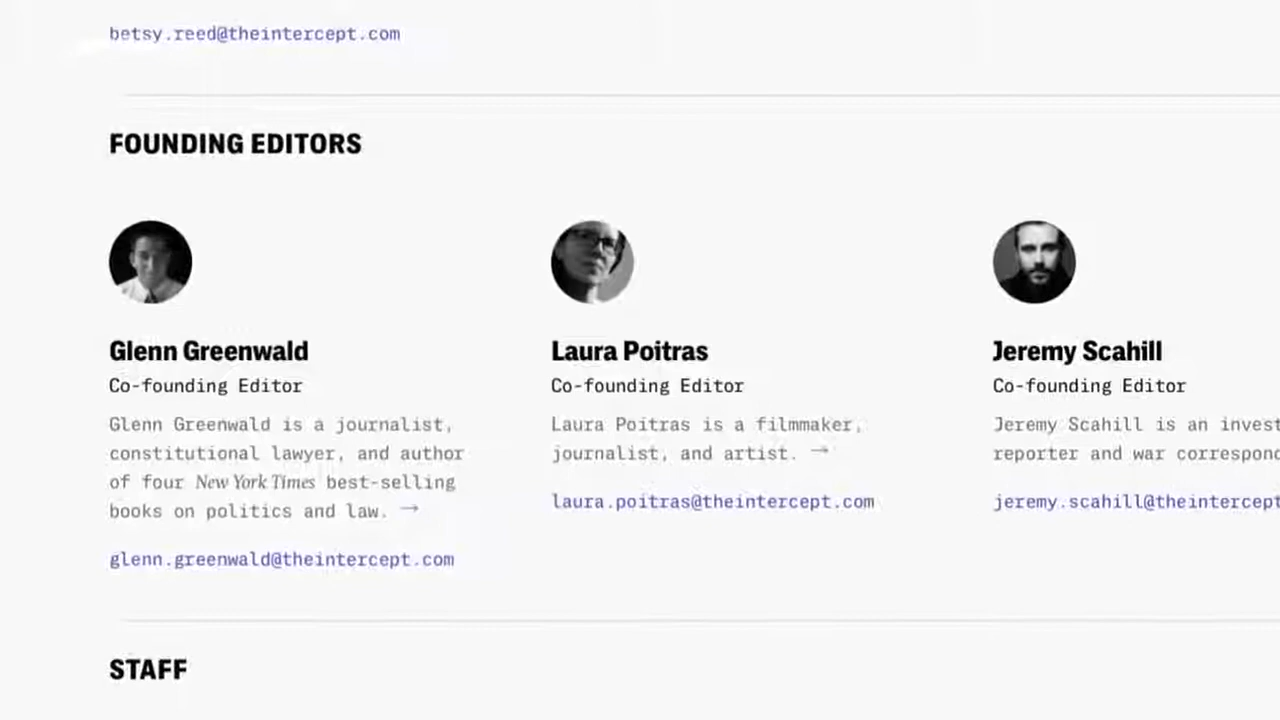 betsy.reed@theintercept.com
FOUNDING EDITORS
Glenn Greenwald
Co-founding Editor
Glenn Greenwald is a journalist,
constitutional lawyer, and author
of four New York Times best-selling
books on politics and law. →
glenn.greenwald@theintercept.com
Laura Poitras
Co-founding Editor
Laura Poitras is a filmmaker,
journalist, and artist. →
laura.poitras@theintercept.com
Jeremy Scahill
Co-founding Editor
Jeremy Scahill is an invest
reporter and war correspond
jeremy.scahill@theintercept
STAFF